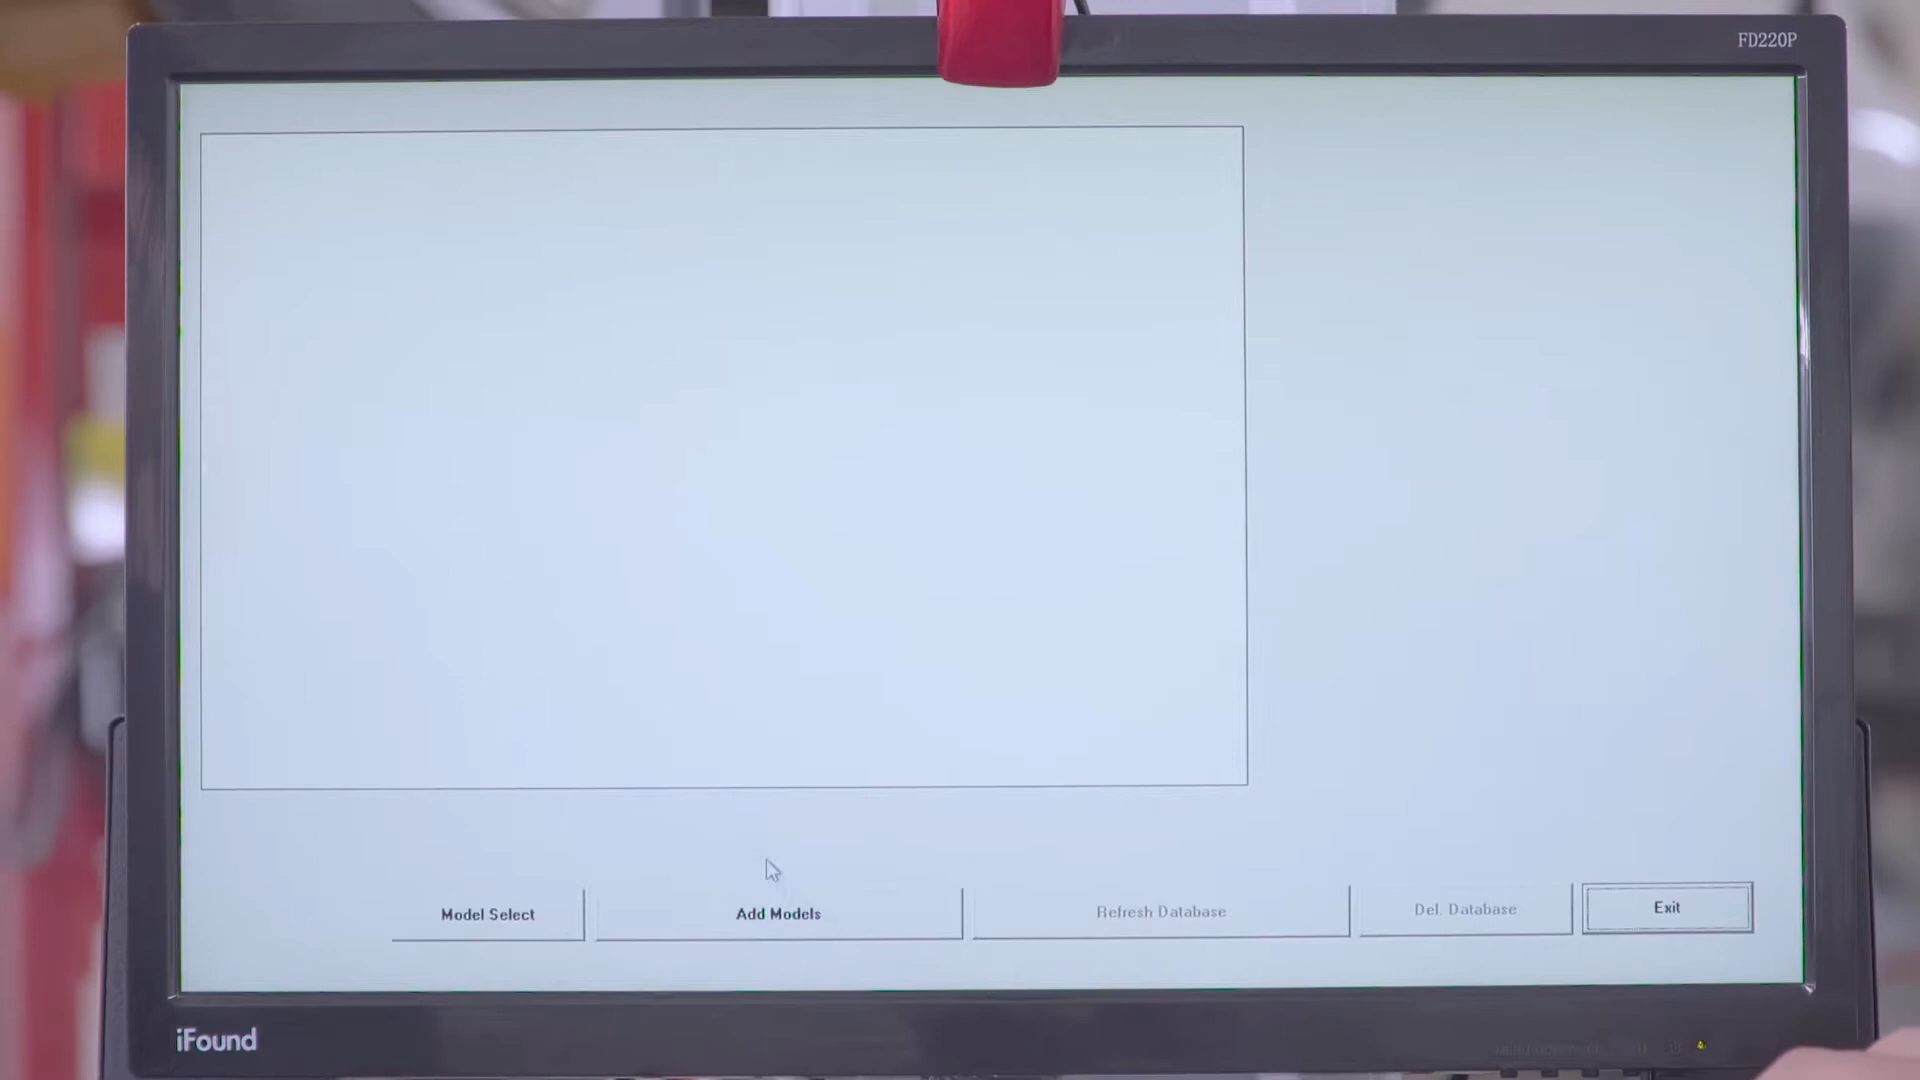 FD220P
Model Select
Add Models
Refresh Database
Del. Database
Exit
iFound